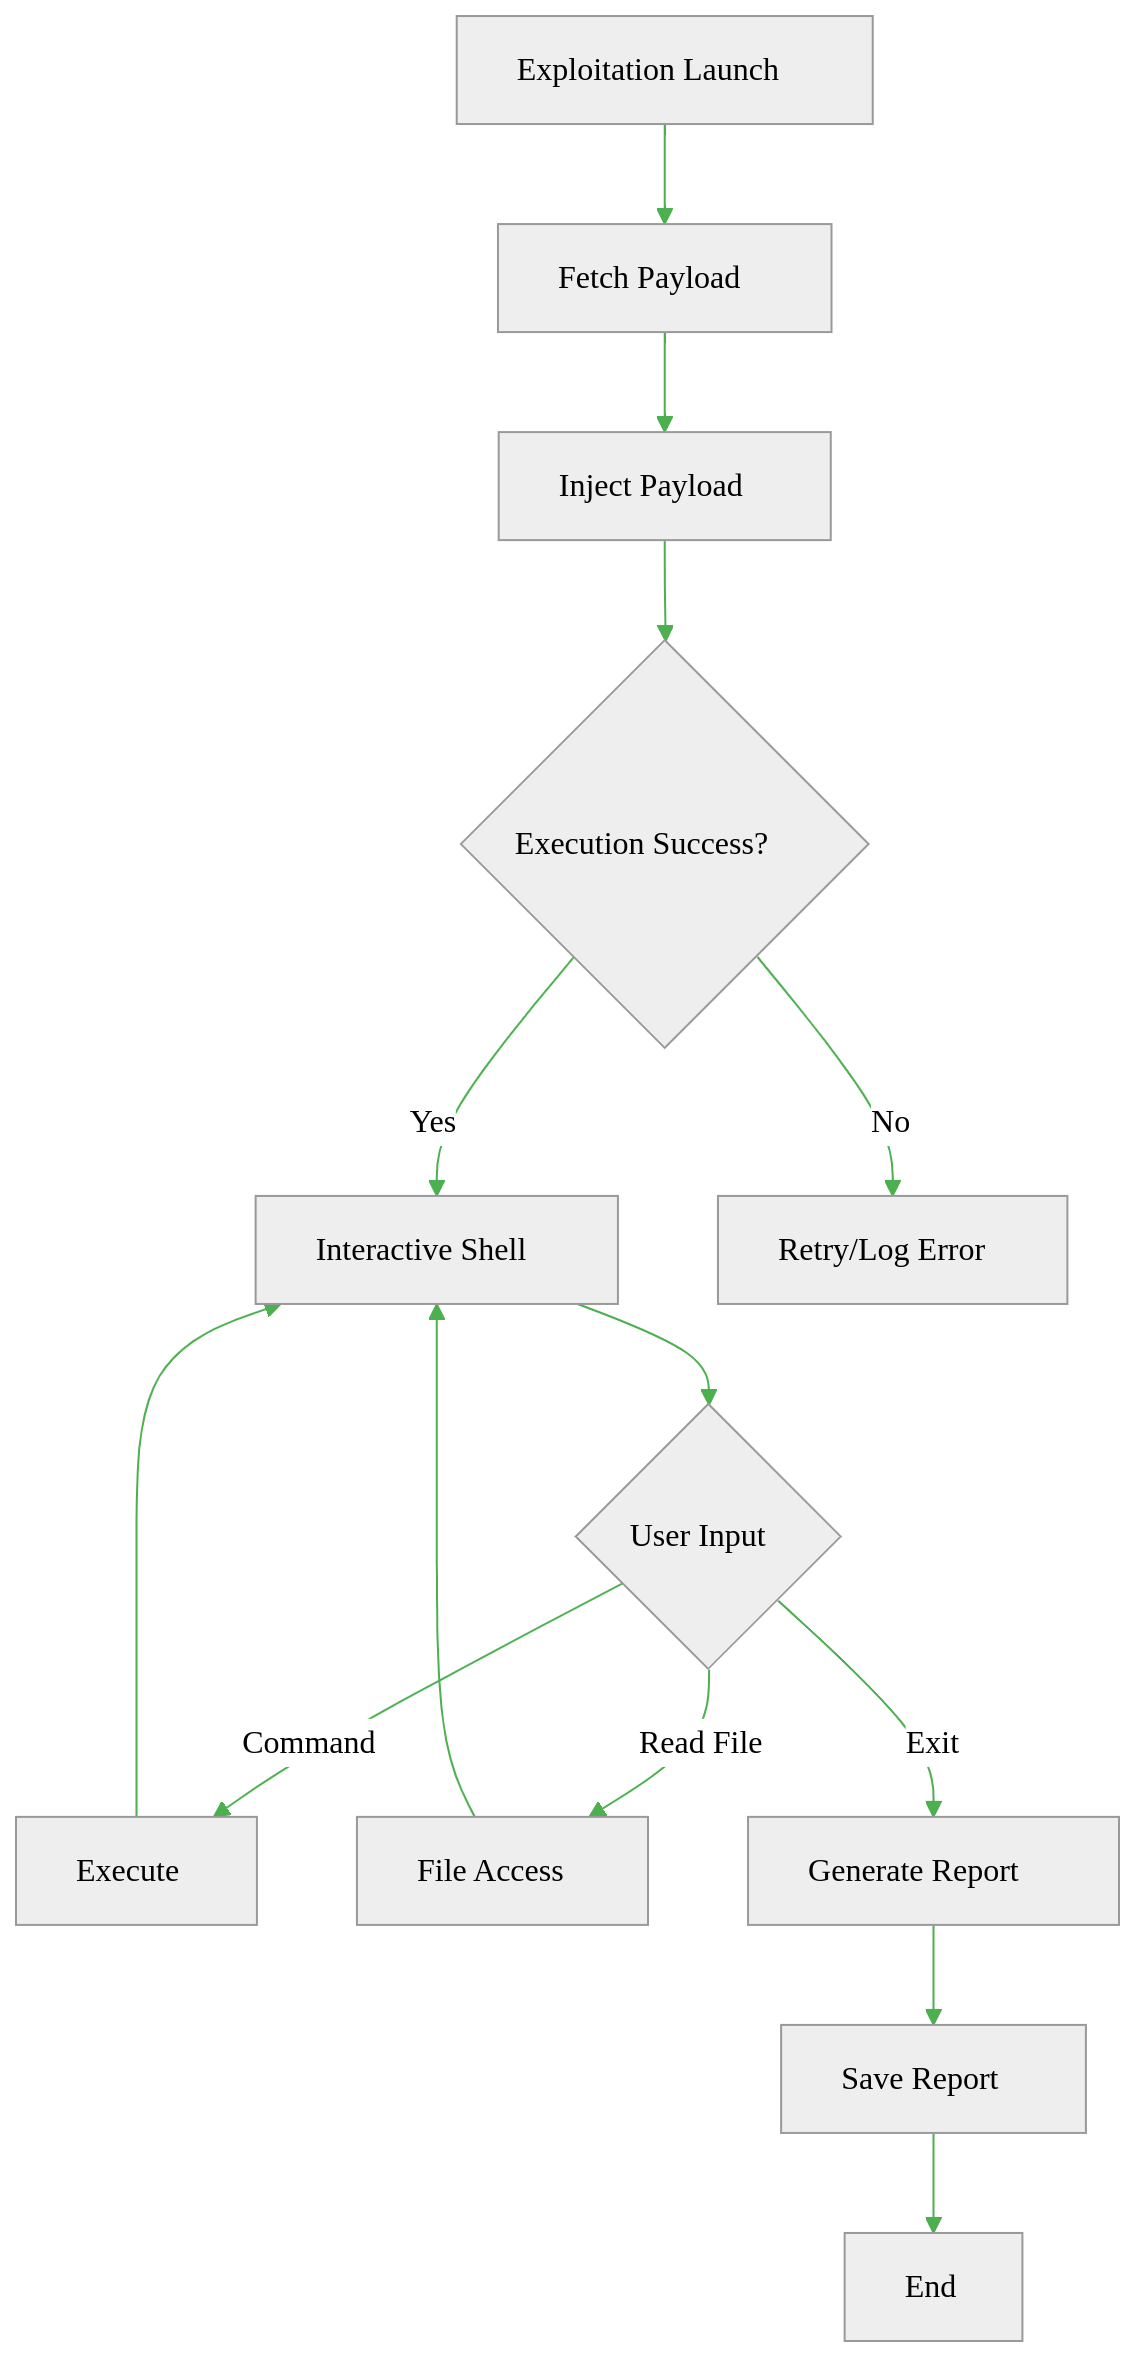 Exploitation Launch
Fetch Payload
Inject Payload
Execution Success?
Yes
No
Interactive Shell
Retry/Log Error
User Input
Command
Read File
Exit
Execute
File Access
Generate Report
Save Report
End